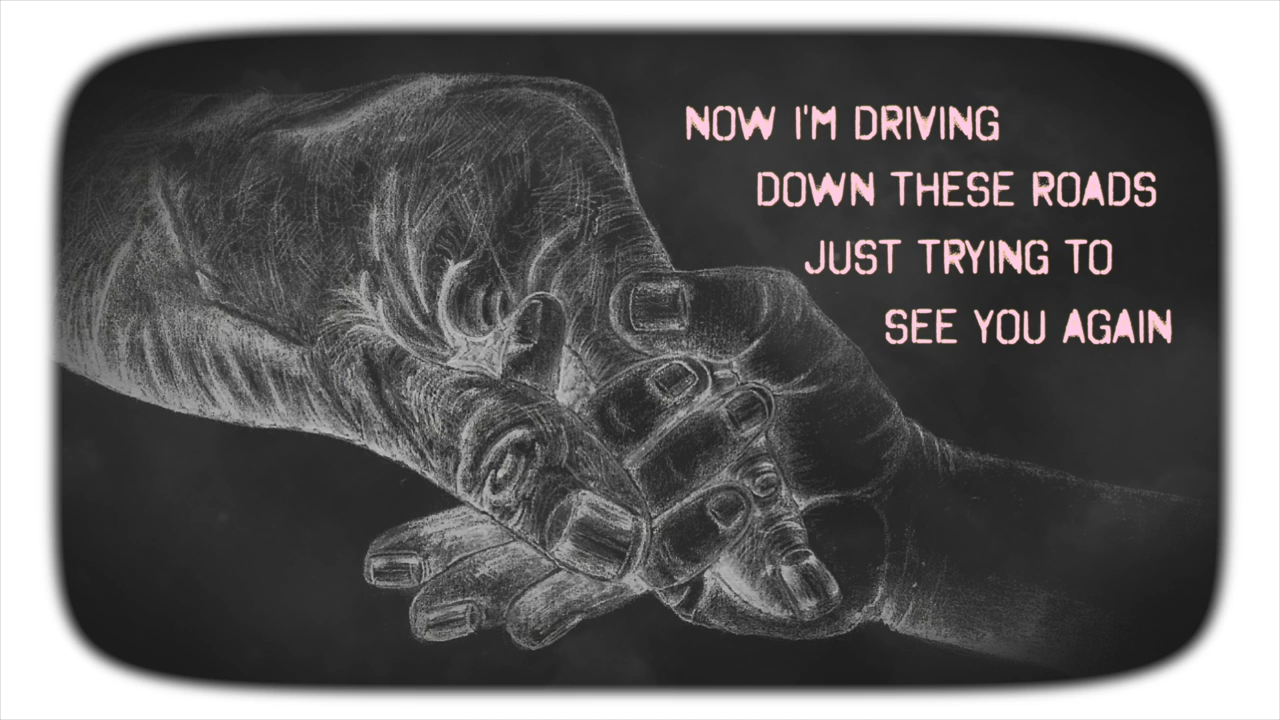 NOW I'M DRIVING
DOWN THESE ROADS
JUST TRYING TO
SEE YOU AGAIN